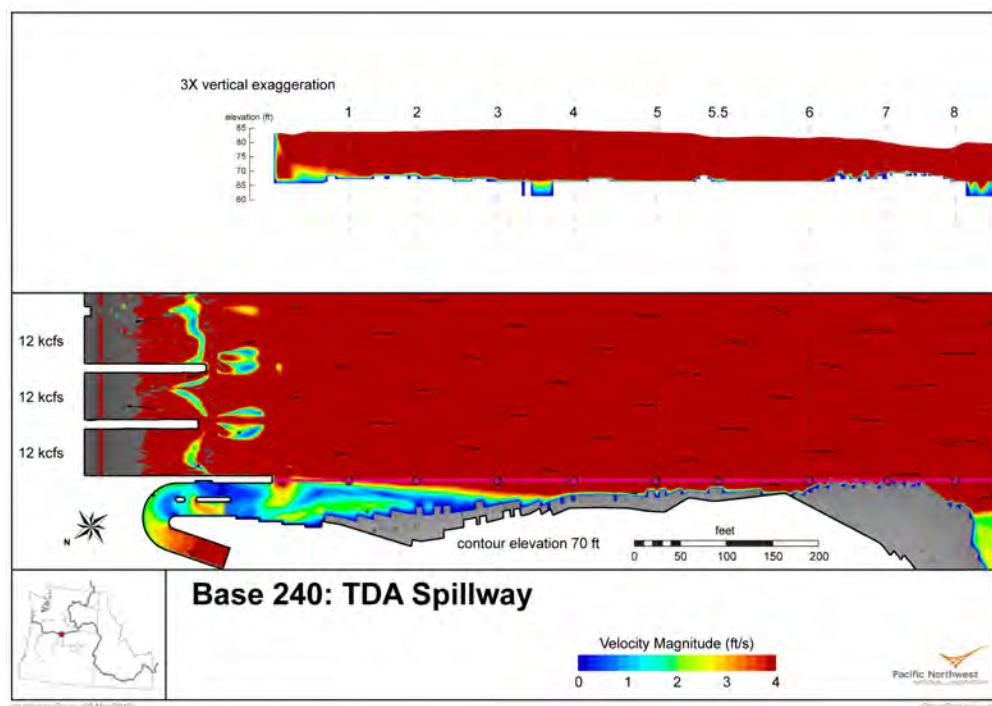 3X vertical exaggeration
elevation (ft)
1 2 3 4 5 5.5 6 7 8
85
80
75
70
65
60
12 kcfs
12 kcfs
12 kcfs
N
contour elevation 70 ft
feet
0 50 100 150 200
Base 240: TDA Spillway
Velocity Magnitude (ft/s)
0 1 2 3 4
Pacific Northwest